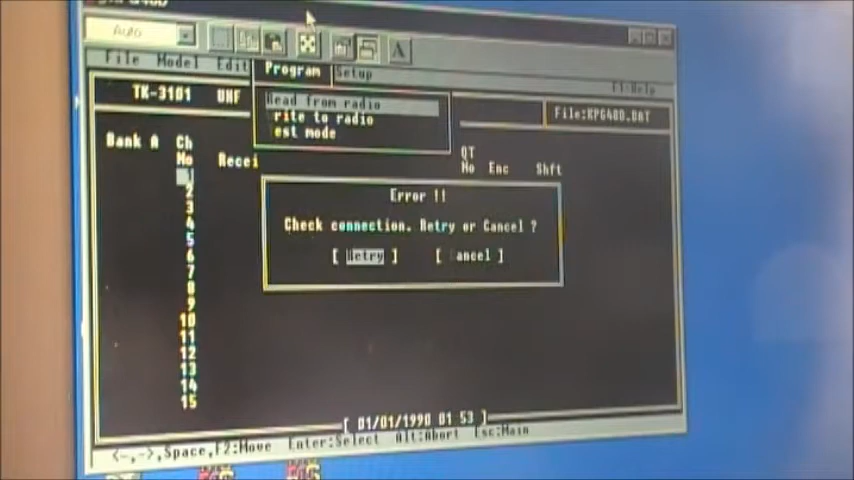 Auto
A
File Model Edit Program Setup F1:Help
TK-3101 UHF
File:KPG48D.DAT
Read from radio
rite to radio
est mode
Bank A Ch QT
No Recei No Enc Shft
1
2
3
4
5
6
7
8
9
10
11
12
13
14
15
Error !!
Check connection. Retry or Cancel ?
[ Retry ] [ ancel ]
[ 01/01/1990 01 53 ]
<-,->,Space,F2:Move Enter:Select Alt:Abort Esc:Main